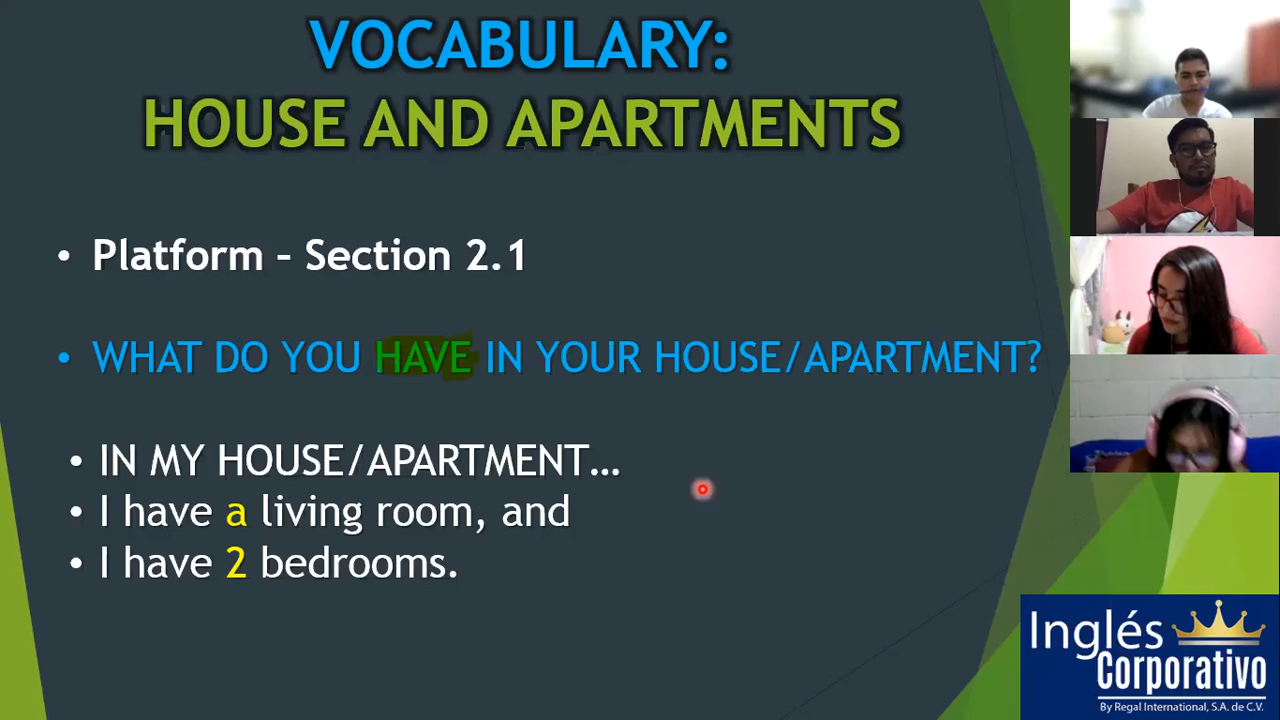 VOCABULARY:
HOUSE AND APARTMENTS
• Platform – Section 2.1
• WHAT DO YOU HAVE IN YOUR HOUSE/APARTMENT?
• IN MY HOUSE/APARTMENT…
• I have a living room, and
• I have 2 bedrooms.
Inglés
Corporativo
By Regal International, S.A. de C.V.